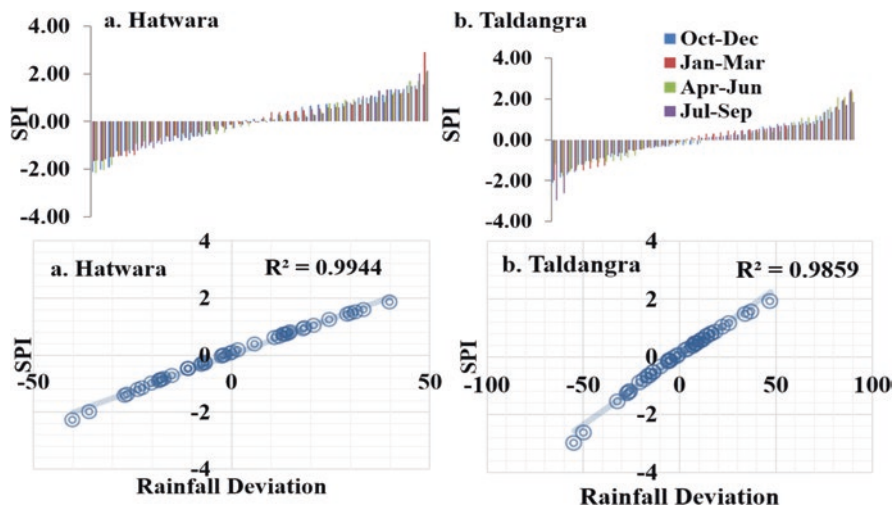 a. Hatwara
4.00
2.00
0.00
-2.00
-4.00
SPI
b. Taldangra
Oct-Dec
Jan-Mar
Apr-Jun
Jul-Sep
4.00
2.00
0.00
-2.00
-4.00
SPI
a. Hatwara
R² = 0.9944
4
2
0
-2
-4
-50
0
50
SPI
Rainfall Deviation
b. Taldangra
R² = 0.9859
4
2
0
-2
-4
-100
-50
0
50
100
SPI
Rainfall Deviation